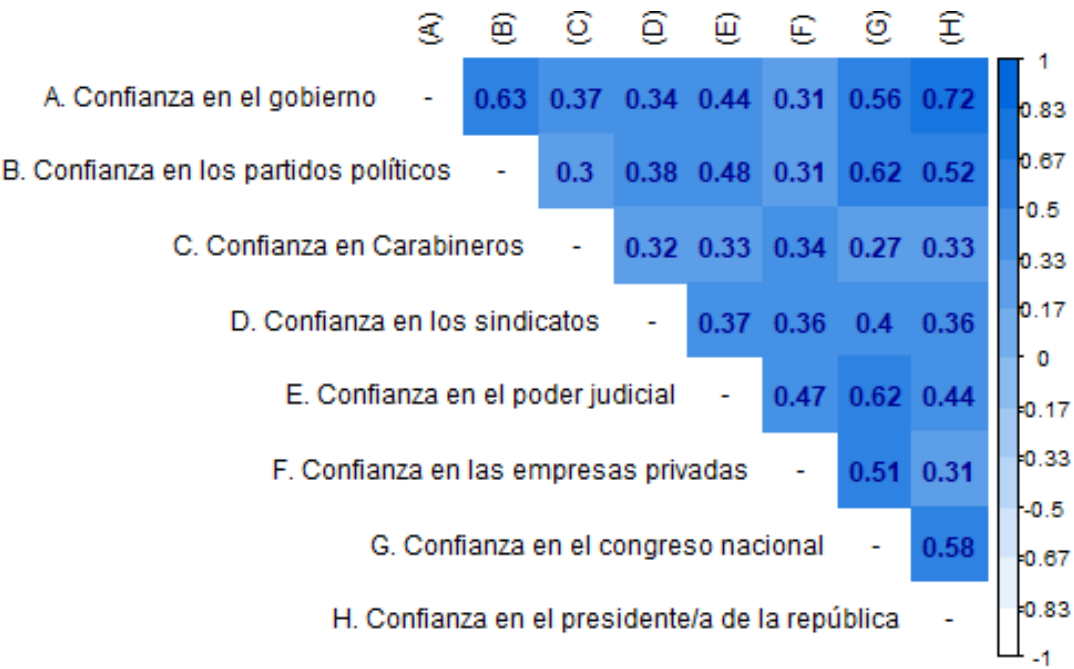 (A) (B) (C) (D) (E) (F) (G) (H)
A. Confianza en el gobierno - 0.63 0.37 0.34 0.44 0.31 0.56 0.72
B. Confianza en los partidos políticos - 0.3 0.38 0.48 0.31 0.62 0.52
C. Confianza en Carabineros - 0.32 0.33 0.34 0.27 0.33
D. Confianza en los sindicatos - 0.37 0.36 0.4 0.36
E. Confianza en el poder judicial - 0.47 0.62 0.44
F. Confianza en las empresas privadas - 0.51 0.31
G. Confianza en el congreso nacional - 0.58
H. Confianza en el presidente/a de la república -
1
0.83
0.67
0.5
0.33
0.17
0
-0.17
-0.33
-0.5
-0.67
-0.83
-1